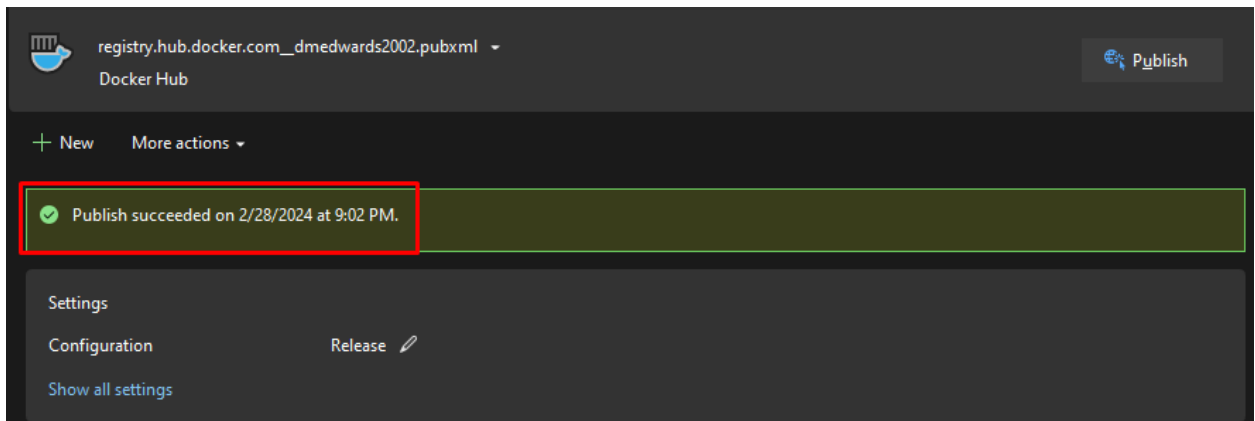 registry.hub.docker.com__dmedwards2002.pubxml
Docker Hub
Publish
New
More actions
Publish succeeded on 2/28/2024 at 9:02 PM.
Settings
Configuration
Release
Show all settings